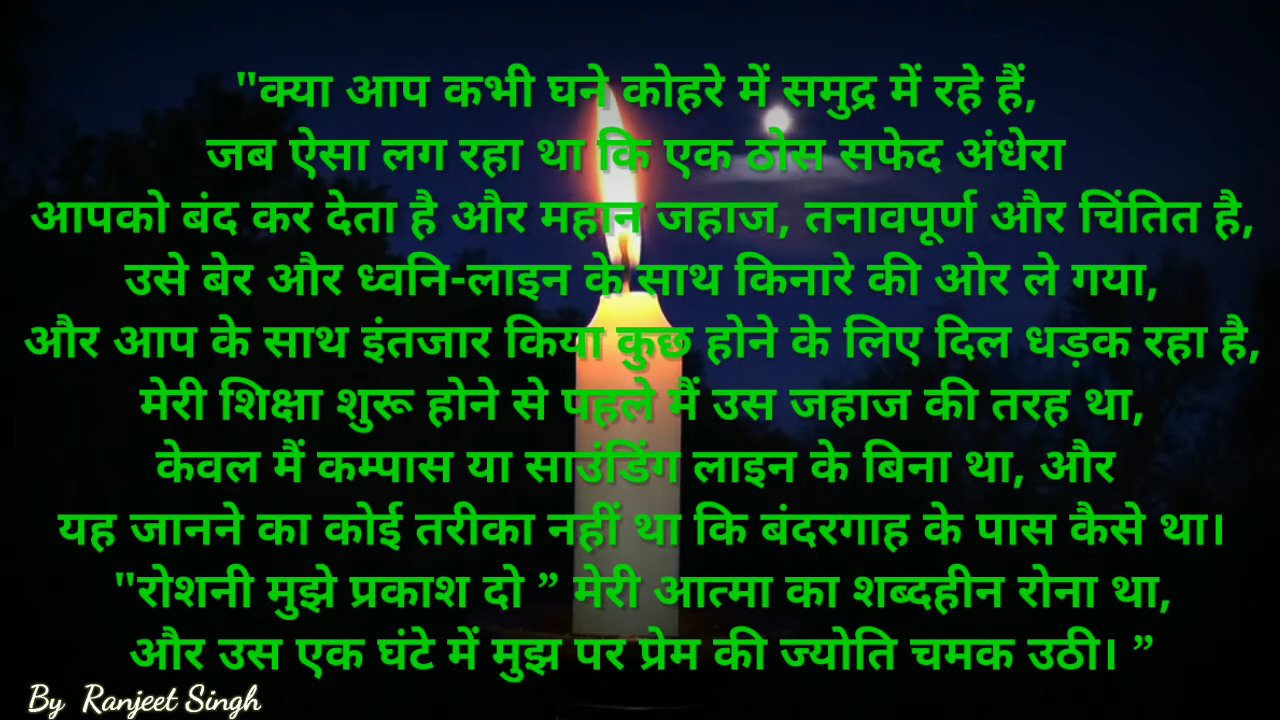 "क्या आप कभी घने कोहरे में समुद्र में रहे हैं,
जब ऐसा लग रहा था कि एक ठोस सफेद अंधेरा
आपको बंद कर देता है और महान जहाज, तनावपूर्ण और चिंतित है,
उसे बेर और ध्वनि-लाइन के साथ किनारे की ओर ले गया,
और आप के साथ इंतजार किया कुछ होने के लिए दिल धड़क रहा है,
मेरी शिक्षा शुरू होने से पहले मैं उस जहाज की तरह था,
केवल मैं कम्पास या साउंडिंग लाइन के बिना था, और
यह जानने का कोई तरीका नहीं था कि बंदरगाह के पास कैसे था।
"रोशनी मुझे प्रकाश दो ” मेरी आत्मा का शब्दहीन रोना था,
और उस एक घंटे में मुझ पर प्रेम की ज्योति चमक उठी। ”
By Ranjeet Singh